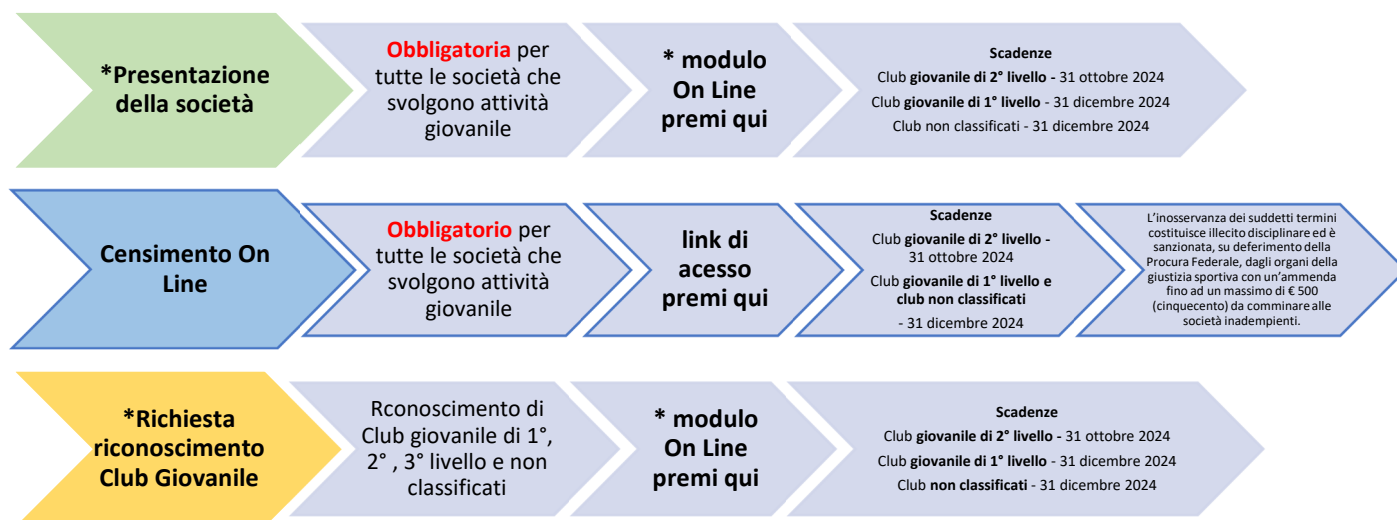 *Presentazione
della società
Obbligatoria per
tutte le società che
svolgono attività
giovanile
* modulo
On Line
premi qui
Scadenze
Club giovanile di 2° livello - 31 ottobre 2024
Club giovanile di 1° livello - 31 dicembre 2024
Club non classificati - 31 dicembre 2024
Censimento On
Line
Obbligatorio per
tutte le società che
svolgono attività
giovanile
link di
acesso
premi qui
Scadenze
Club giovanile di 2° livello -
31 ottobre 2024
Club giovanile di 1° livello e
club non classificati
- 31 dicembre 2024
L'inosservanza dei suddetti termini
costituisce illecito disciplinare ed è
sanzionata, su deferimento della
Procura Federale, dagli organi della
giustizia sportiva con un'ammenda
fino ad un massimo di € 500
(cinquecento) da comminare alle
società inadempienti.
*Richiesta
riconoscimento
Club Giovanile
Rconoscimento di
Club giovanile di 1°,
2° , 3° livello e non
classificati
* modulo
On Line
premi qui
Scadenze
Club giovanile di 2° livello - 31 ottobre 2024
Club giovanile di 1° livello - 31 dicembre 2024
Club non classificati - 31 dicembre 2024